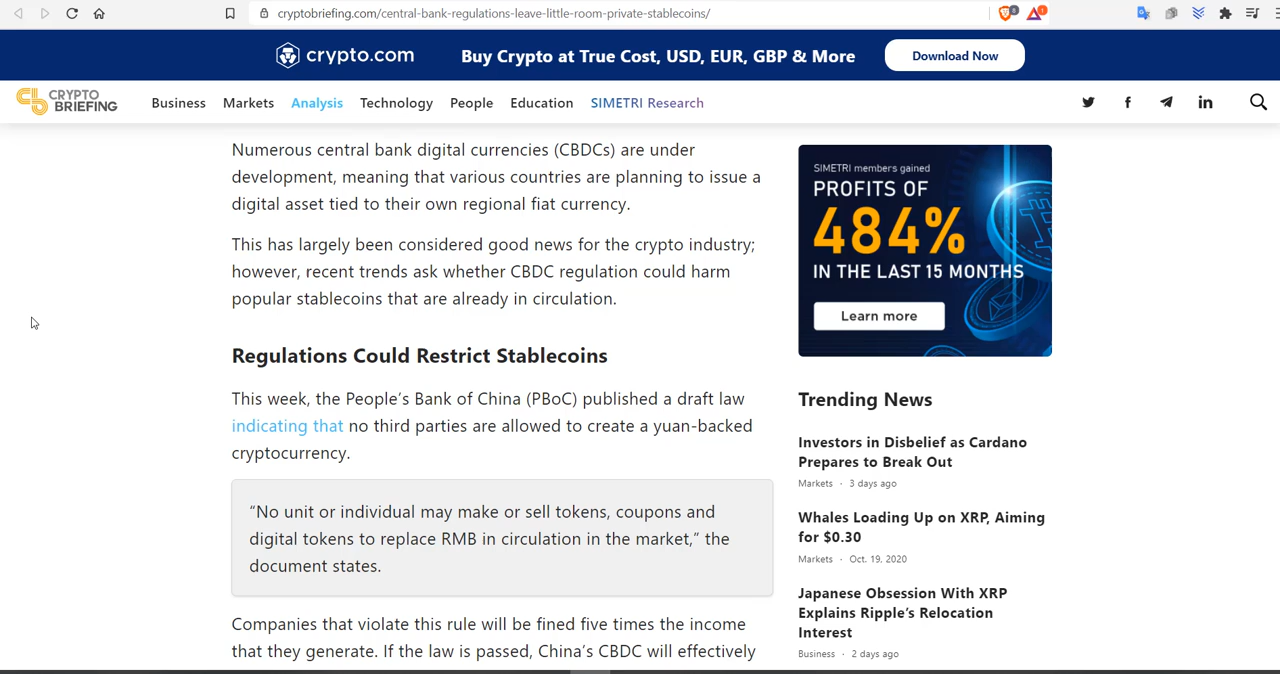 cryptobriefing.com/central-bank-regulations-leave-little-room-private-stablecoins/
8
1
crypto.com
Buy Crypto at True Cost, USD, EUR, GBP & More
Download Now
CRYPTO
BRIEFING
Business
Markets
Analysis
Technology
People
Education
SIMETRI Research
Numerous central bank digital currencies (CBDCs) are under
development, meaning that various countries are planning to issue a
digital asset tied to their own regional fiat currency.
This has largely been considered good news for the crypto industry;
however, recent trends ask whether CBDC regulation could harm
popular stablecoins that are already in circulation.
Regulations Could Restrict Stablecoins
This week, the People’s Bank of China (PBoC) published a draft law
indicating that no third parties are allowed to create a yuan-backed
cryptocurrency.
“No unit or individual may make or sell tokens, coupons and
digital tokens to replace RMB in circulation in the market,” the
document states.
Companies that violate this rule will be fined five times the income
that they generate. If the law is passed, China’s CBDC will effectively
SIMETRI members gained
PROFITS OF
484%
IN THE LAST 15 MONTHS
Learn more
Trending News
Investors in Disbelief as Cardano
Prepares to Break Out
Markets · 3 days ago
Whales Loading Up on XRP, Aiming
for $0.30
Markets · Oct. 19, 2020
Japanese Obsession With XRP
Explains Ripple’s Relocation
Interest
Business · 2 days ago